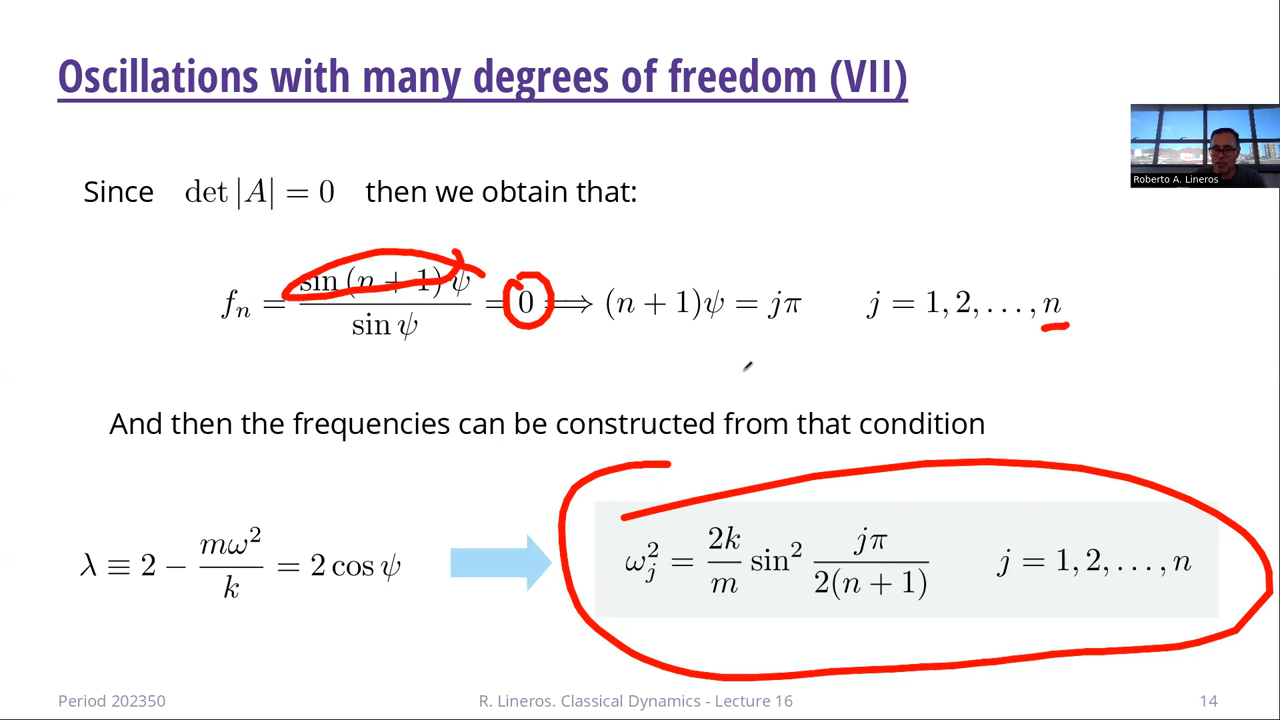 Oscillations with many degrees of freedom (VII)
Roberto A. Lineros
Since det |A| = 0 then we obtain that:
fₙ = sin (n + 1) ψ / sin ψ = 0 ⟹ (n + 1)ψ = jπ j = 1, 2, . . . , n
And then the frequencies can be constructed from that condition
λ ≡ 2 − mω² / k = 2 cos ψ
ωⱼ² = 2k / m sin² jπ / 2(n + 1) j = 1, 2, . . . , n
Period 202350
R. Lineros. Classical Dynamics - Lecture 16
14